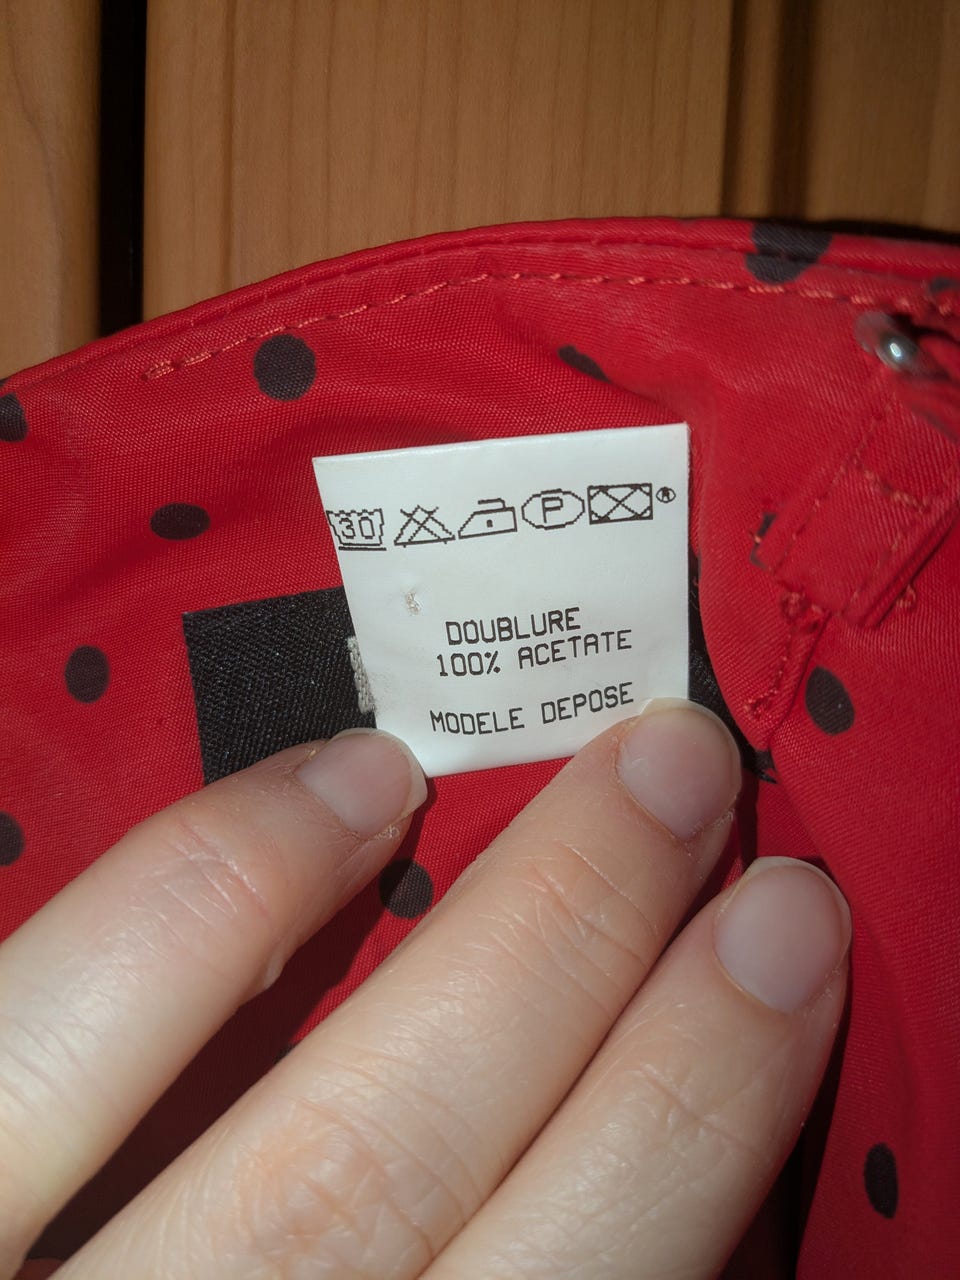 30 P ®
DOUBLURE
100% ACETATE
MODELE DEPOSE